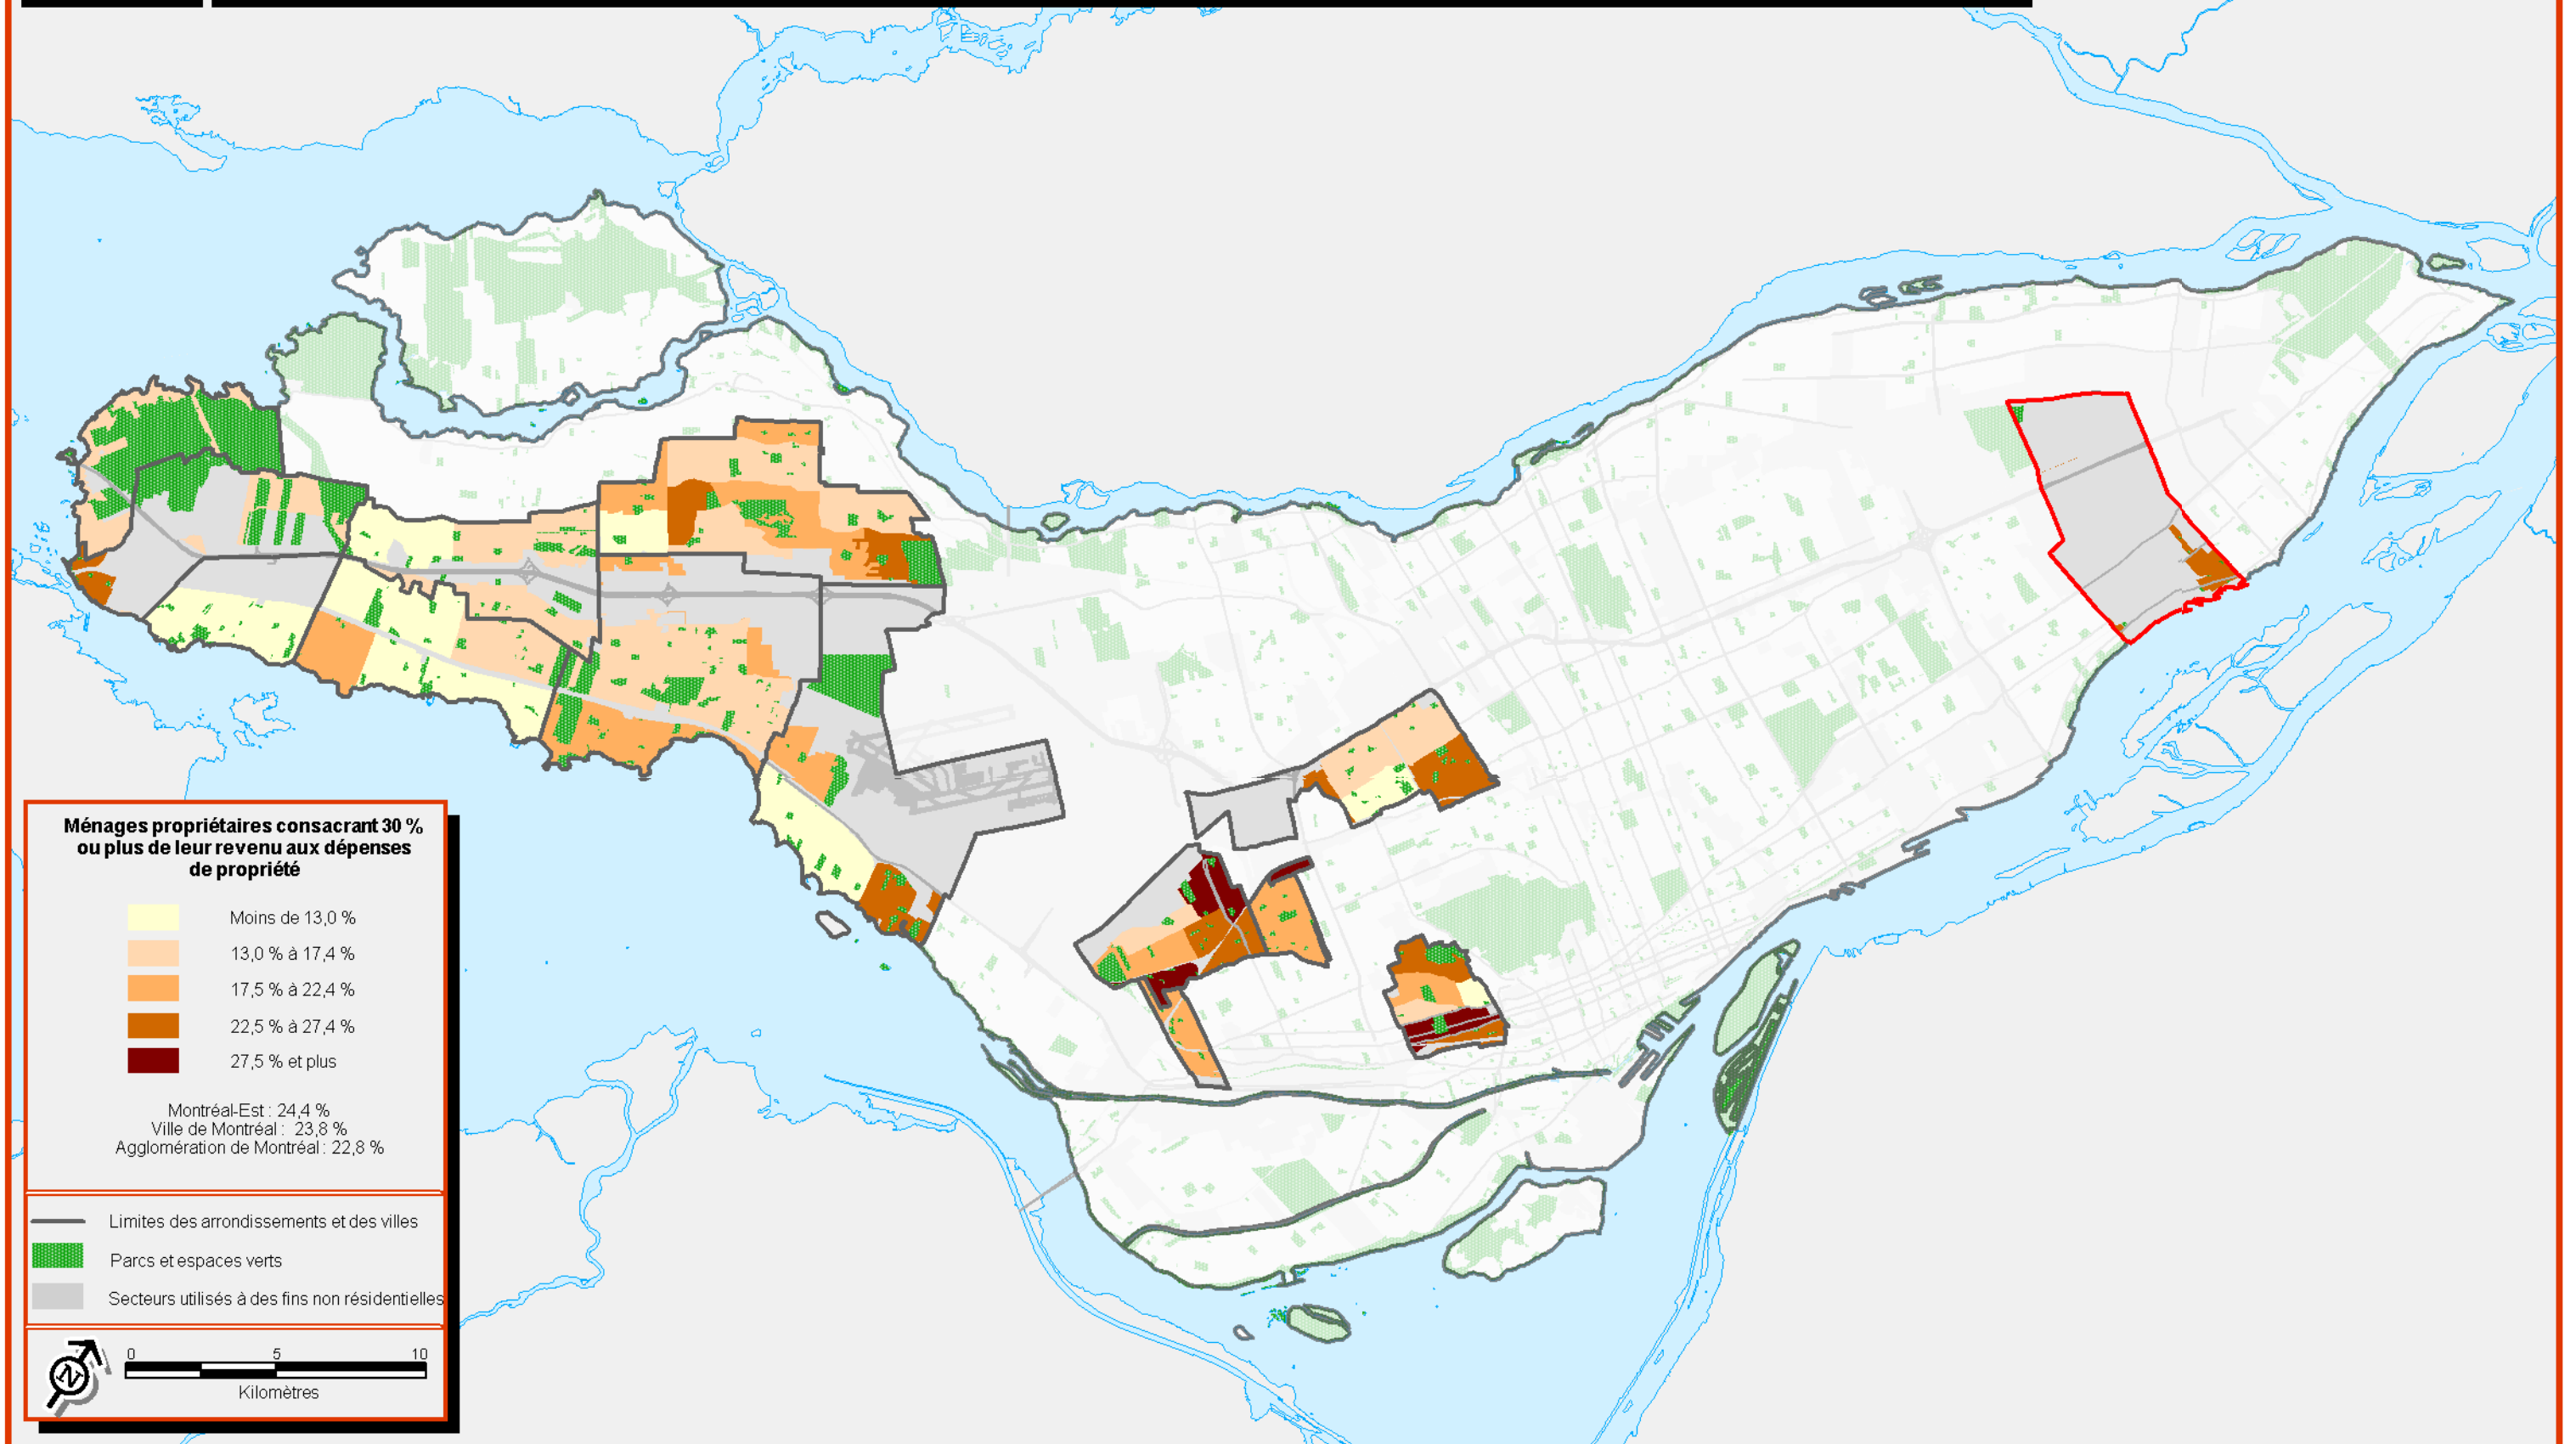 Ménages propriétaires consacrant 30 %
ou plus de leur revenu aux dépenses
de propriété
Moins de 13,0 %
13,0 % à 17,4 %
17,5 % à 22,4 %
22,5 % à 27,4 %
27,5 % et plus
Montréal-Est : 24,4 %
Ville de Montréal : 23,8 %
Agglomération de Montréal : 22,8 %
Limites des arrondissements et des villes
Parcs et espaces verts
Secteurs utilisés à des fins non résidentielles
N
0 5 10
Kilomètres